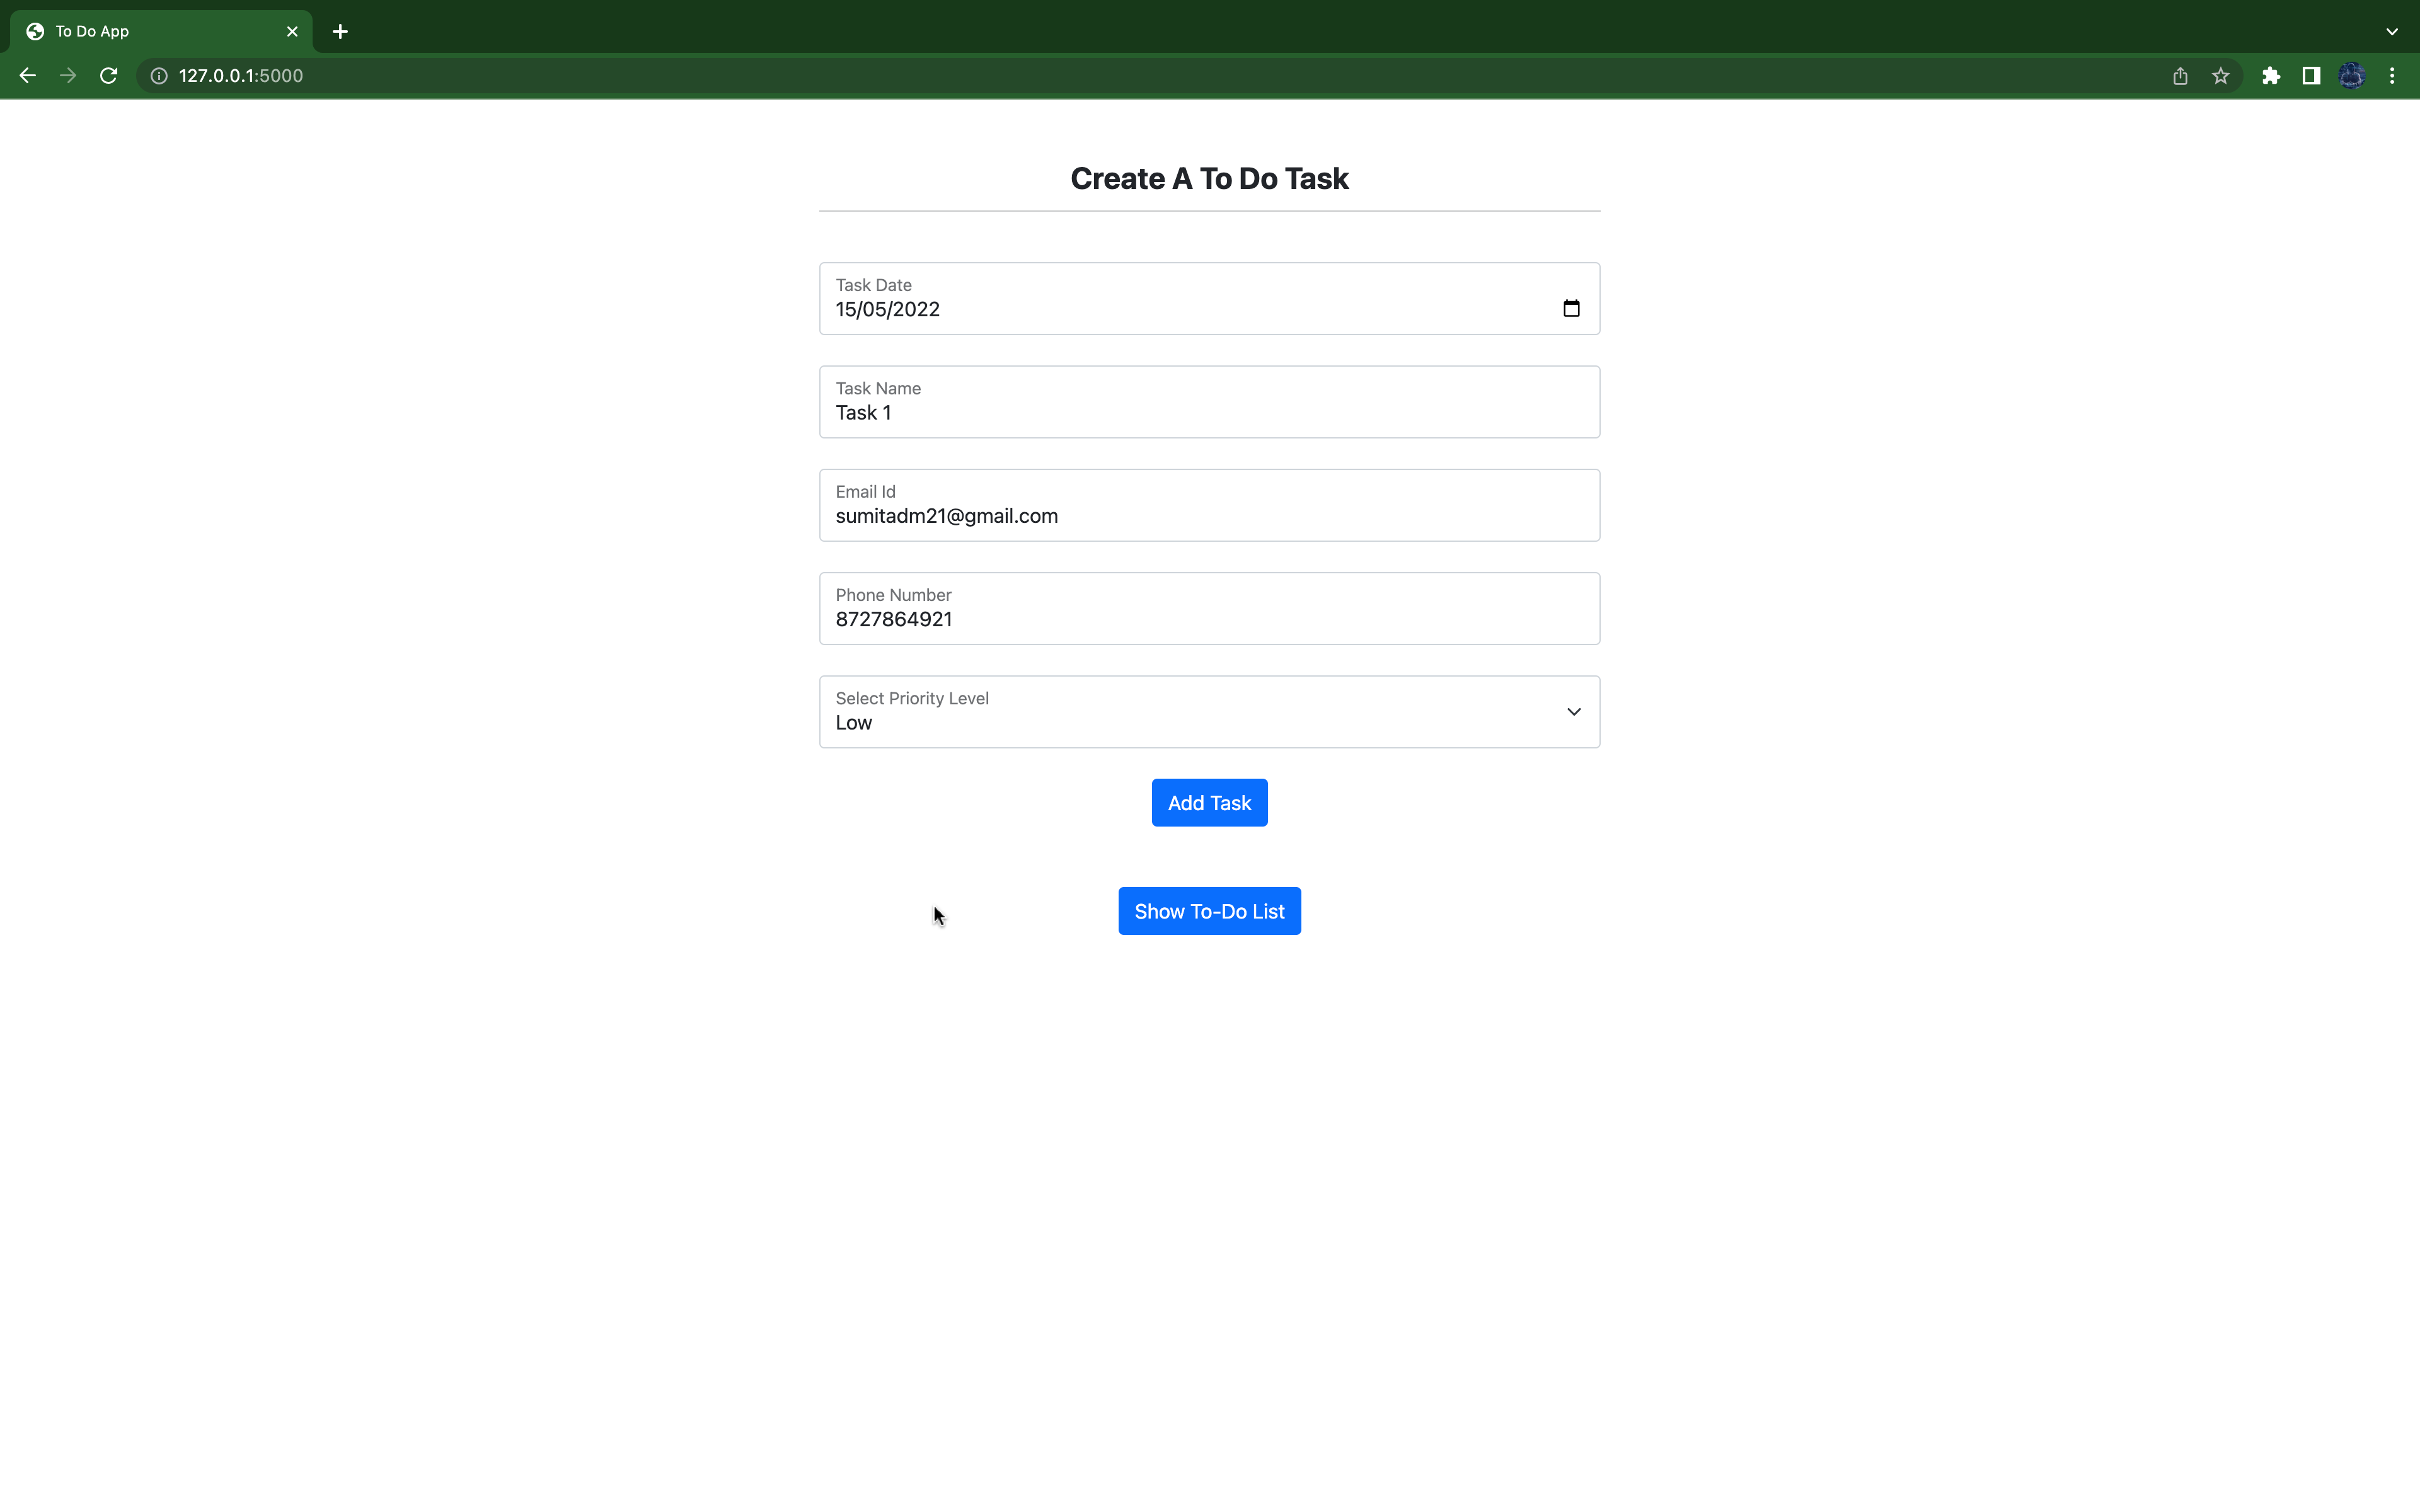 To Do App
127.0.0.1:5000
Create A To Do Task
Task Date
15/05/2022
Task Name
Task 1
Email Id
sumitadm21@gmail.com
Phone Number
8727864921
Select Priority Level
Low
Add Task
Show To-Do List